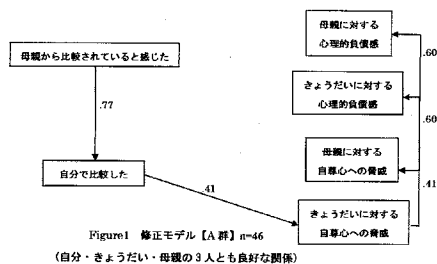 母親に対する
心理的負債感
母親から比較されていると感じた
.60
きょうだいに対する
心理的負債感
.77
.60
母親に対する
自尊心への脅威
自分で比較した
.41
.41
きょうだいに対する
自尊心への脅威
Figure1 修正モデル【A群】n=46
(自分・きょうだい・母親の3人とも良好な関係)